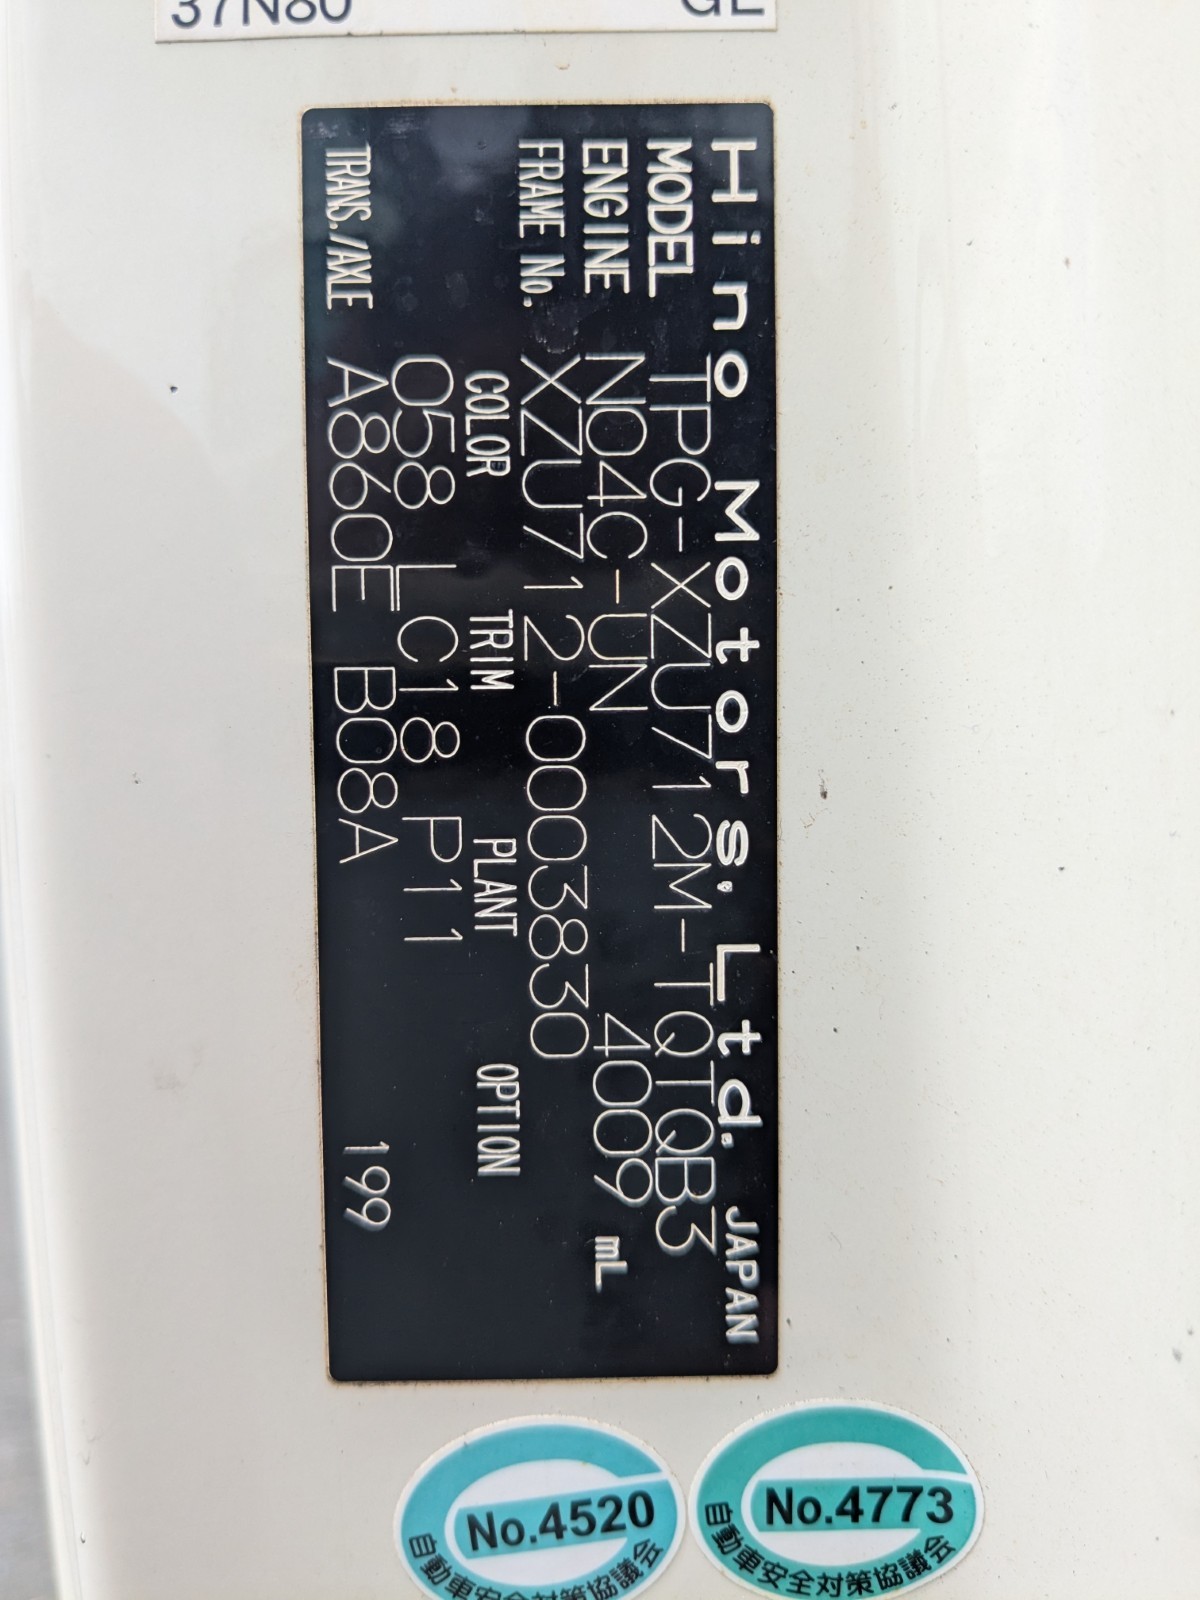 37N80 GE
Hino Motors, Ltd. JAPAN
MODEL TPG-XZU712M-TQTQB3
ENGINE N04C-UN 4009 mL
FRAME No. XZU712-0003830
COLOR TRIM PLANT OPTION
058 LC18 P11
TRANS./AXLE A860E B08A 199
No.4520
自動車安全対策協議会
No.4773
自動車安全対策協議会